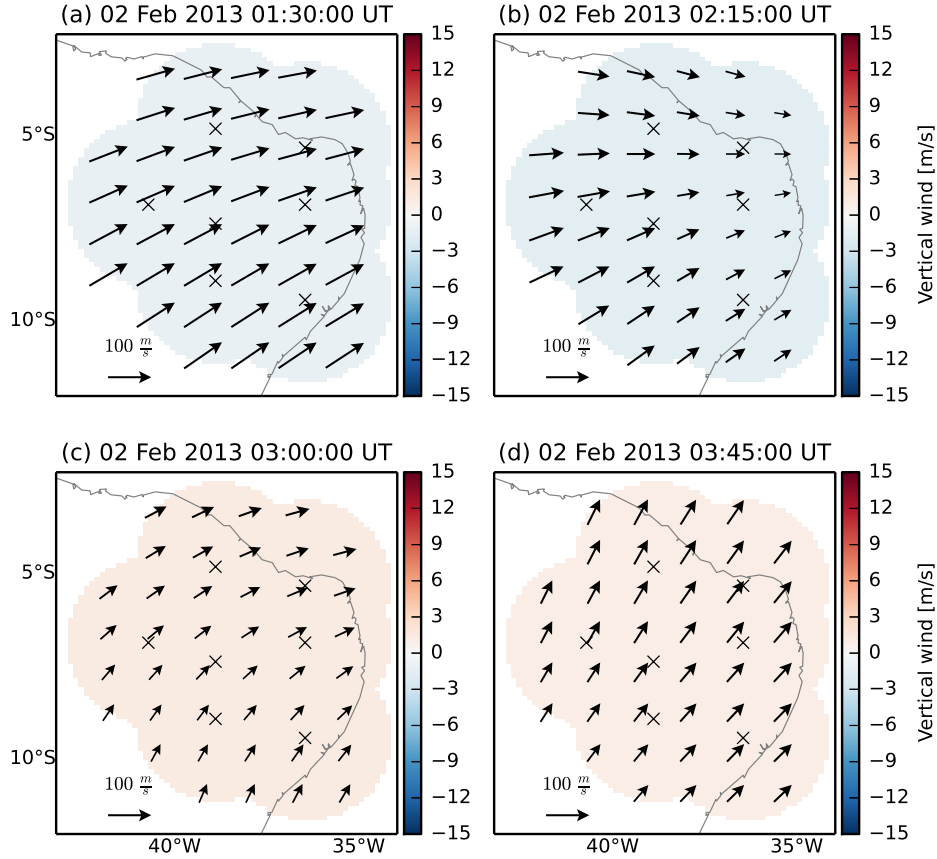 (a) 02 Feb 2013 01:30:00 UT
(b) 02 Feb 2013 02:15:00 UT
5°S
10°S
100 m/s
15
12
9
6
3
0
−3
−6
−9
−12
−15
100 m/s
15
12
9
6
3
0
−3
−6
−9
−12
−15
Vertical wind [m/s]
(c) 02 Feb 2013 03:00:00 UT
(d) 02 Feb 2013 03:45:00 UT
5°S
10°S
100 m/s
40°W
35°W
15
12
9
6
3
0
−3
−6
−9
−12
−15
100 m/s
40°W
35°W
15
12
9
6
3
0
−3
−6
−9
−12
−15
Vertical wind [m/s]